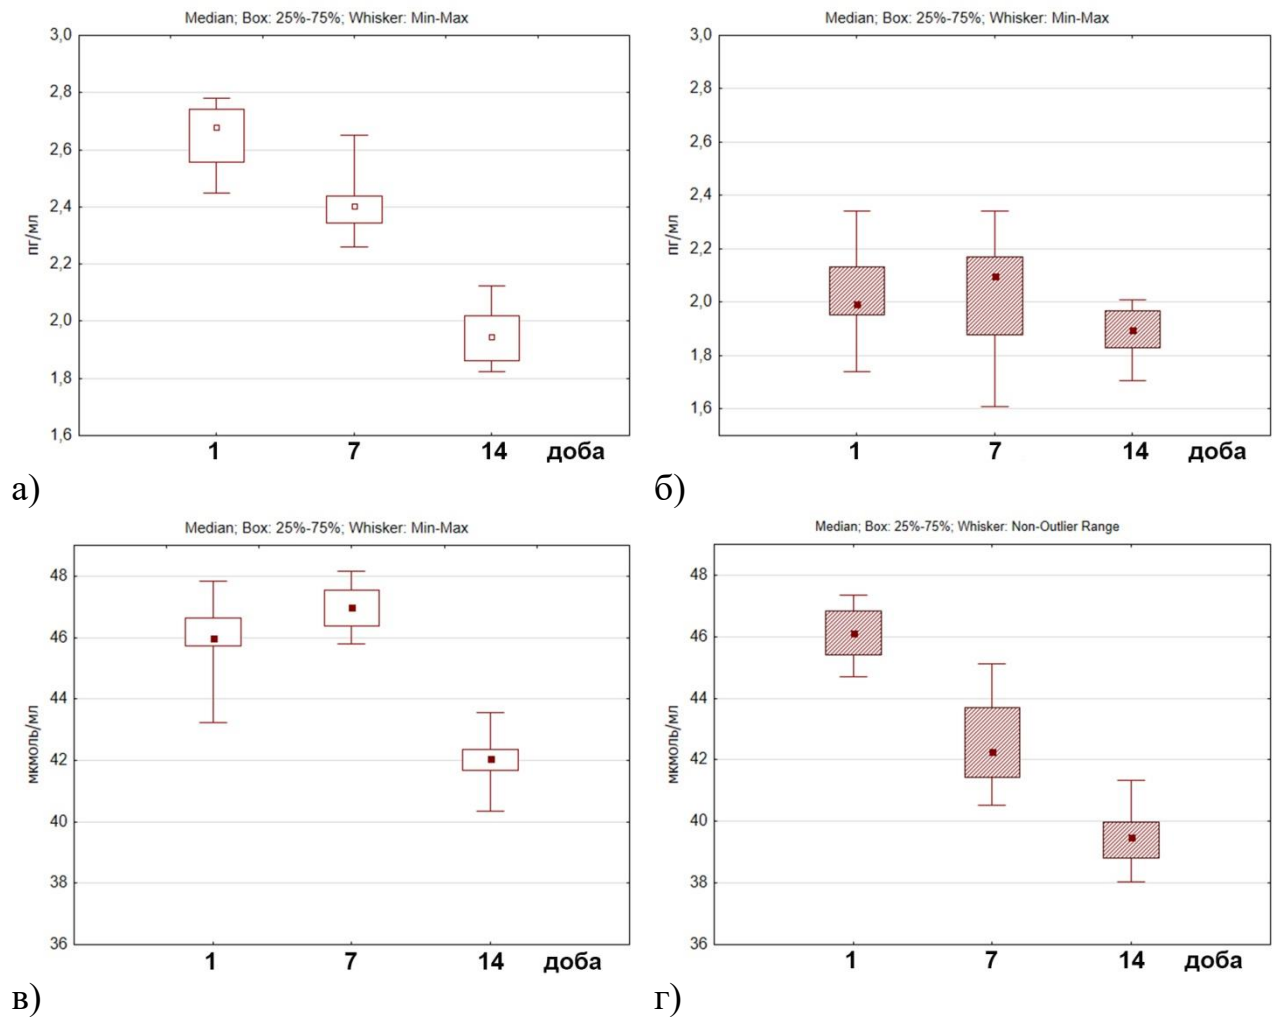 Median; Box: 25%-75%; Whisker: Min-Max
3,0
2,8
2,6
2,4
2,2
2,0
1,8
1,6
пг/мл
1 7 14 доба
а)
Median; Box: 25%-75%; Whisker: Min-Max
3,0
2,8
2,6
2,4
2,2
2,0
1,8
1,6
пг/мл
1 7 14 доба
б)
Median; Box: 25%-75%; Whisker: Min-Max
48
46
44
42
40
38
36
мкмоль/мл
1 7 14 доба
в)
Median; Box: 25%-75%; Whisker: Non-Outlier Range
48
46
44
42
40
38
36
мкмоль/мл
1 7 14 доба
г)